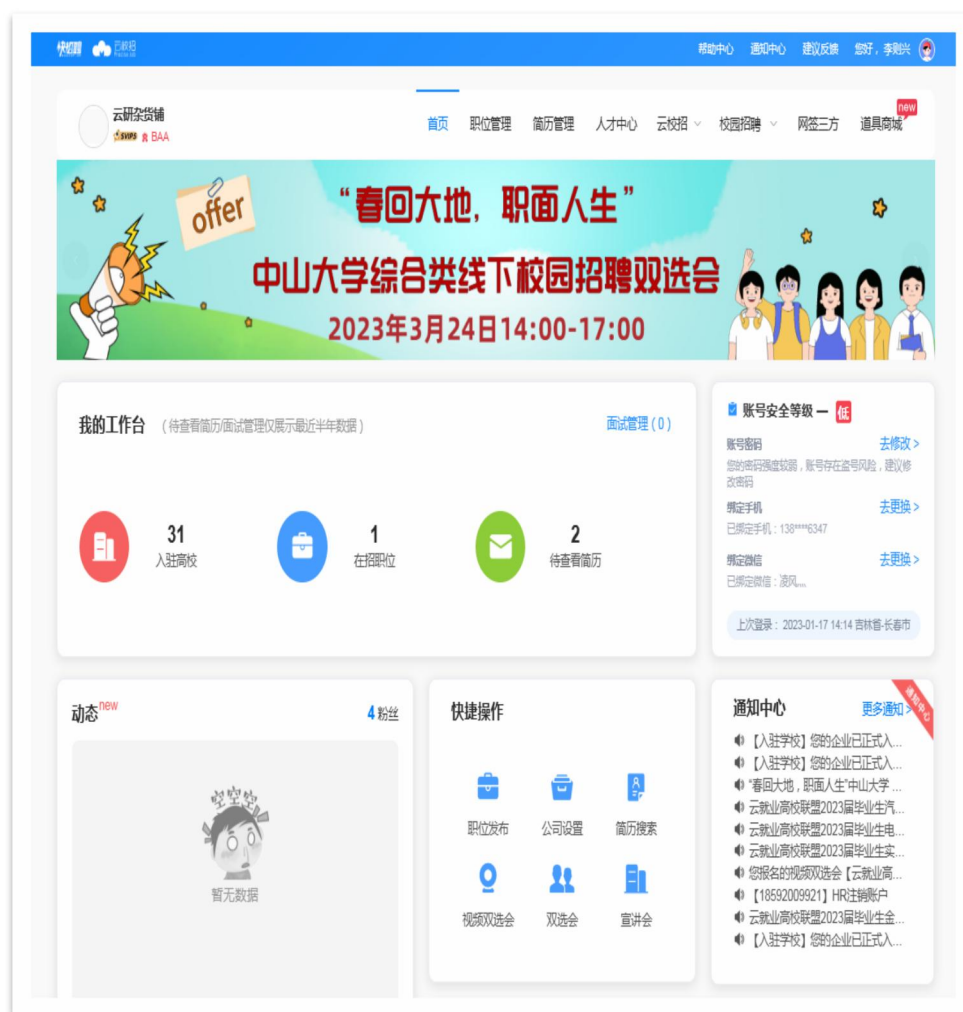 快招聘 云校招
帮助中心 通知中心 建议反馈 您好，李则兴
云研杂货铺
SVIP5 BAA
首页 职位管理 简历管理 人才中心 云校招 校园招聘 网签三方 道具商城 new
offer
“春回大地，职面人生”
中山大学综合类线下校园招聘双选会
2023年3月24日14:00-17:00
我的工作台 （待查看简历/面试管理仅展示最近半年数据） 面试管理 ( 0 )
31
入驻高校
1
在招职位
2
待查看简历
账号安全等级 — 低
账号密码 去修改 >
您的密码强度较弱，账号存在盗号风险，建议修
改密码
绑定手机 去更换 >
已绑定手机：138****6347
绑定微信 去更换 >
已绑定微信：凌风,,,,
上次登录： 2023-01-17 14:14 吉林省-长春市
动态new 4 粉丝
空空空
暂无数据
快捷操作
职位发布 公司设置 简历搜索
视频双选会 双选会 宣讲会
通知中心 更多通知 >
通知中心
【入驻学校】您的企业已正式入...
【入驻学校】您的企业已正式入...
“春回大地，职面人生”中山大学 ...
云就业高校联盟2023届毕业生汽...
云就业高校联盟2023届毕业生电...
云就业高校联盟2023届毕业生实...
您报名的视频双选会【云就业高...
【18592009921】HR注销账户
云就业高校联盟2023届毕业生金...
【入驻学校】您的企业已正式入...